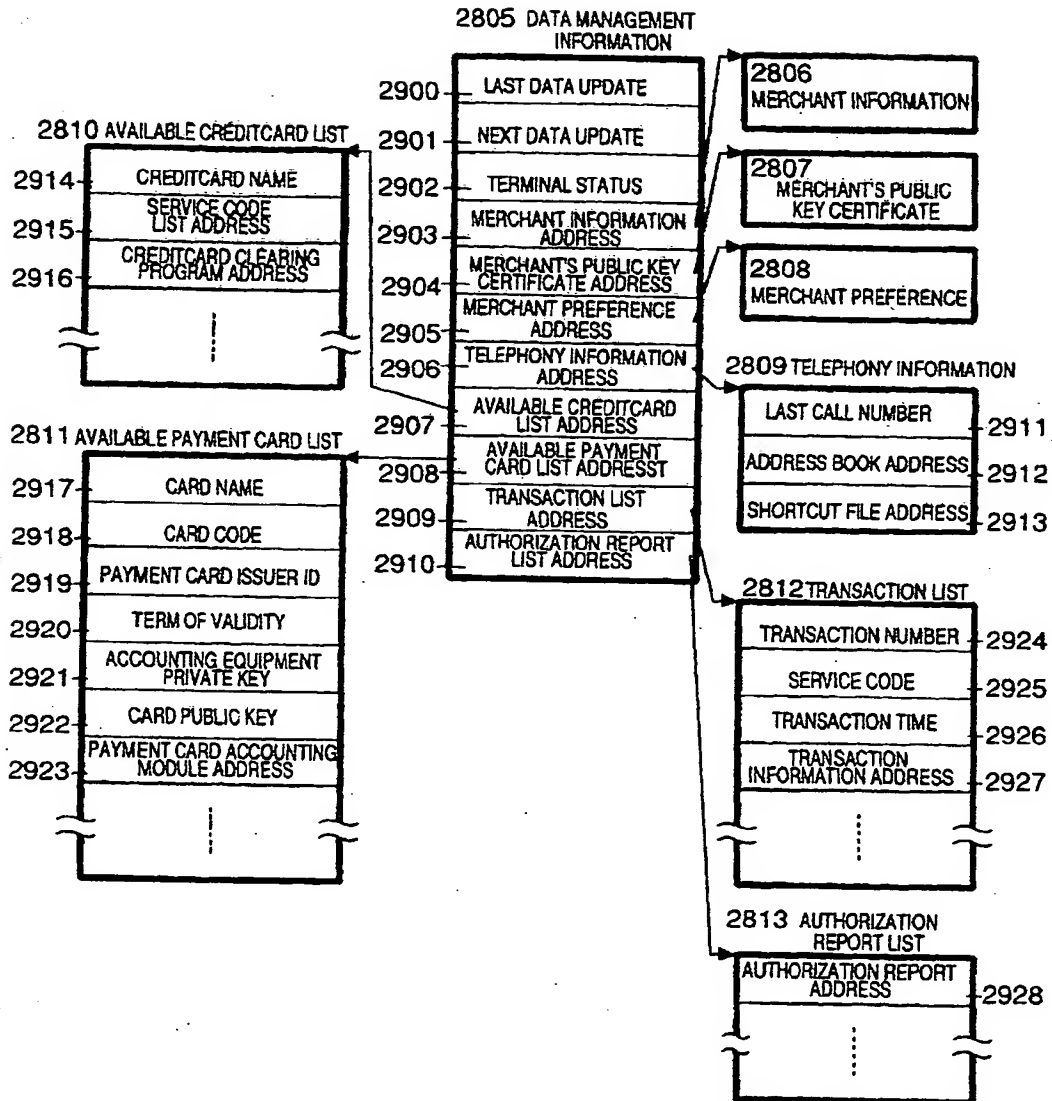 2805 DATA MANAGEMENT
INFORMATION
2900
LAST DATA UPDATE
2901
NEXT DATA UPDATE
2902
TERMINAL STATUS
2903
MERCHANT INFORMATION
ADDRESS
2904
MERCHANT'S PUBLIC KEY
CERTIFICATE ADDRESS
2905
MERCHANT PREFERENCE
ADDRESS
2906
TELEPHONY INFORMATION
ADDRESS
2907
AVAILABLE CREDITCARD
LIST ADDRESS
2908
AVAILABLE PAYMENT
CARD LIST ADDRESST
2909
TRANSACTION LIST
ADDRESS
2910
AUTHORIZATION REPORT
LIST ADDRESS
2810 AVAILABLE CREDITCARD LIST
2914
CREDITCARD NAME
2915
SERVICE CODE
LIST ADDRESS
2916
CREDITCARD CLEARING
PROGRAM ADDRESS
2811 AVAILABLE PAYMENT CARD LIST
2917
CARD NAME
2918
CARD CODE
2919
PAYMENT CARD ISSUER ID
2920
TERM OF VALIDITY
2921
ACCOUNTING EQUIPMENT
PRIVATE KEY
2922
CARD PUBLIC KEY
2923
PAYMENT CARD ACCOUNTING
MODULE ADDRESS
2806
MERCHANT INFORMATION
2807
MERCHANT'S PUBLIC
KEY CERTIFICATE
2808
MERCHANT PREFERENCE
2809 TELEPHONY INFORMATION
LAST CALL NUMBER
2911
ADDRESS BOOK ADDRESS
2912
SHORTCUT FILE ADDRESS
2913
2812 TRANSACTION LIST
TRANSACTION NUMBER
2924
SERVICE CODE
2925
TRANSACTION TIME
2926
TRANSACTION
INFORMATION ADDRESS
2927
2813 AUTHORIZATION
REPORT LIST
AUTHORIZATION REPORT
ADDRESS
2928